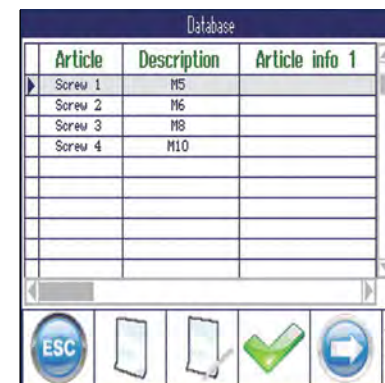 Database
Article Description Article info 1
Screw 1 M5
Screw 2 M6
Screw 3 M8
Screw 4 M10
ESC